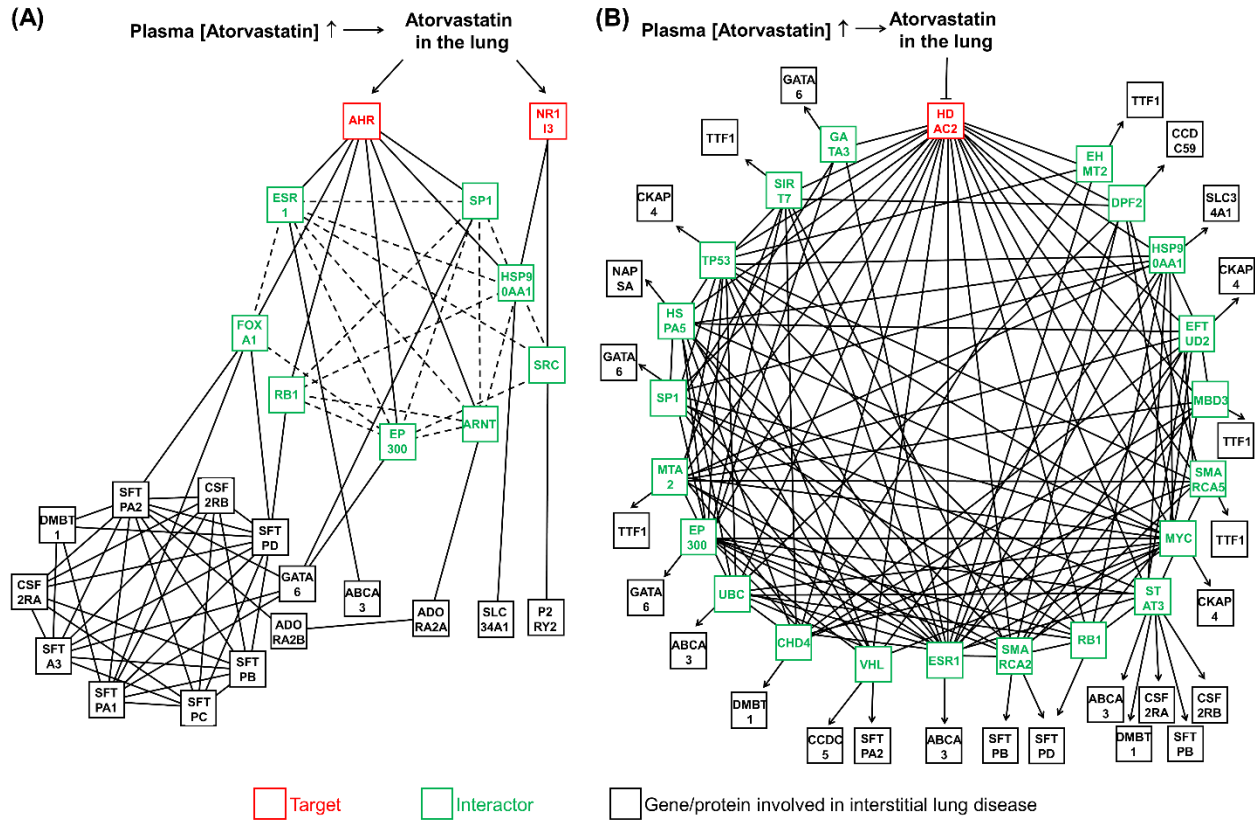 (A)
Plasma [Atorvastatin] ↑
Atorvastatin
in the lung
AHR
NR1
I3
ESR
1
SP1
HSP9
0AA1
FOX
A1
SRC
RB1
ARNT
EP
300
SFT
PA2
CSF
2RB
DMBT
1
SFT
PD
CSF
2RA
GATA
6
ABCA
3
ADO
RA2B
ADO
RA2A
SLC
34A1
P2
RY2
SFT
A3
SFT
PB
SFT
PA1
SFT
PC
(B)
Plasma [Atorvastatin] ↑
Atorvastatin
in the lung
GATA
6
HD
AC2
TTF1
TTF1
GA
TA3
EH
MT2
CCD
C59
SIR
T7
DPF2
CKAP
4
SLC3
4A1
TP53
HSP9
0AA1
NAP
SA
CKAP
4
HS
PA5
EFT
UD2
GATA
6
SP1
MBD3
TTF1
MTA
2
SMA
RCA5
TTF1
EP
300
MYC
TTF1
GATA
6
UBC
ST
AT3
CKAP
4
ABCA
3
CHD4
VHL
ESR1
SMA
RCA2
RB1
DMBT
1
CCDC
5
SFT
PA2
ABCA
3
SFT
PB
SFT
PD
ABCA
3
CSF
2RA
CSF
2RB
DMBT
1
SFT
PB
Target
Interactor
Gene/protein involved in interstitial lung disease